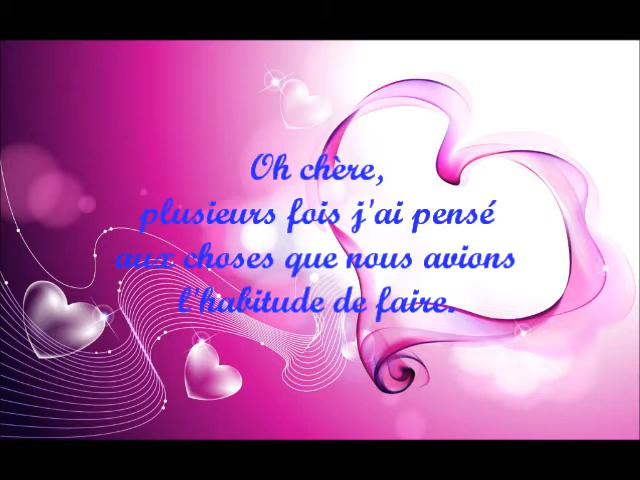 Oh chère,
plusieurs fois j'ai pensé
aux choses que nous avions
l'habitude de faire.